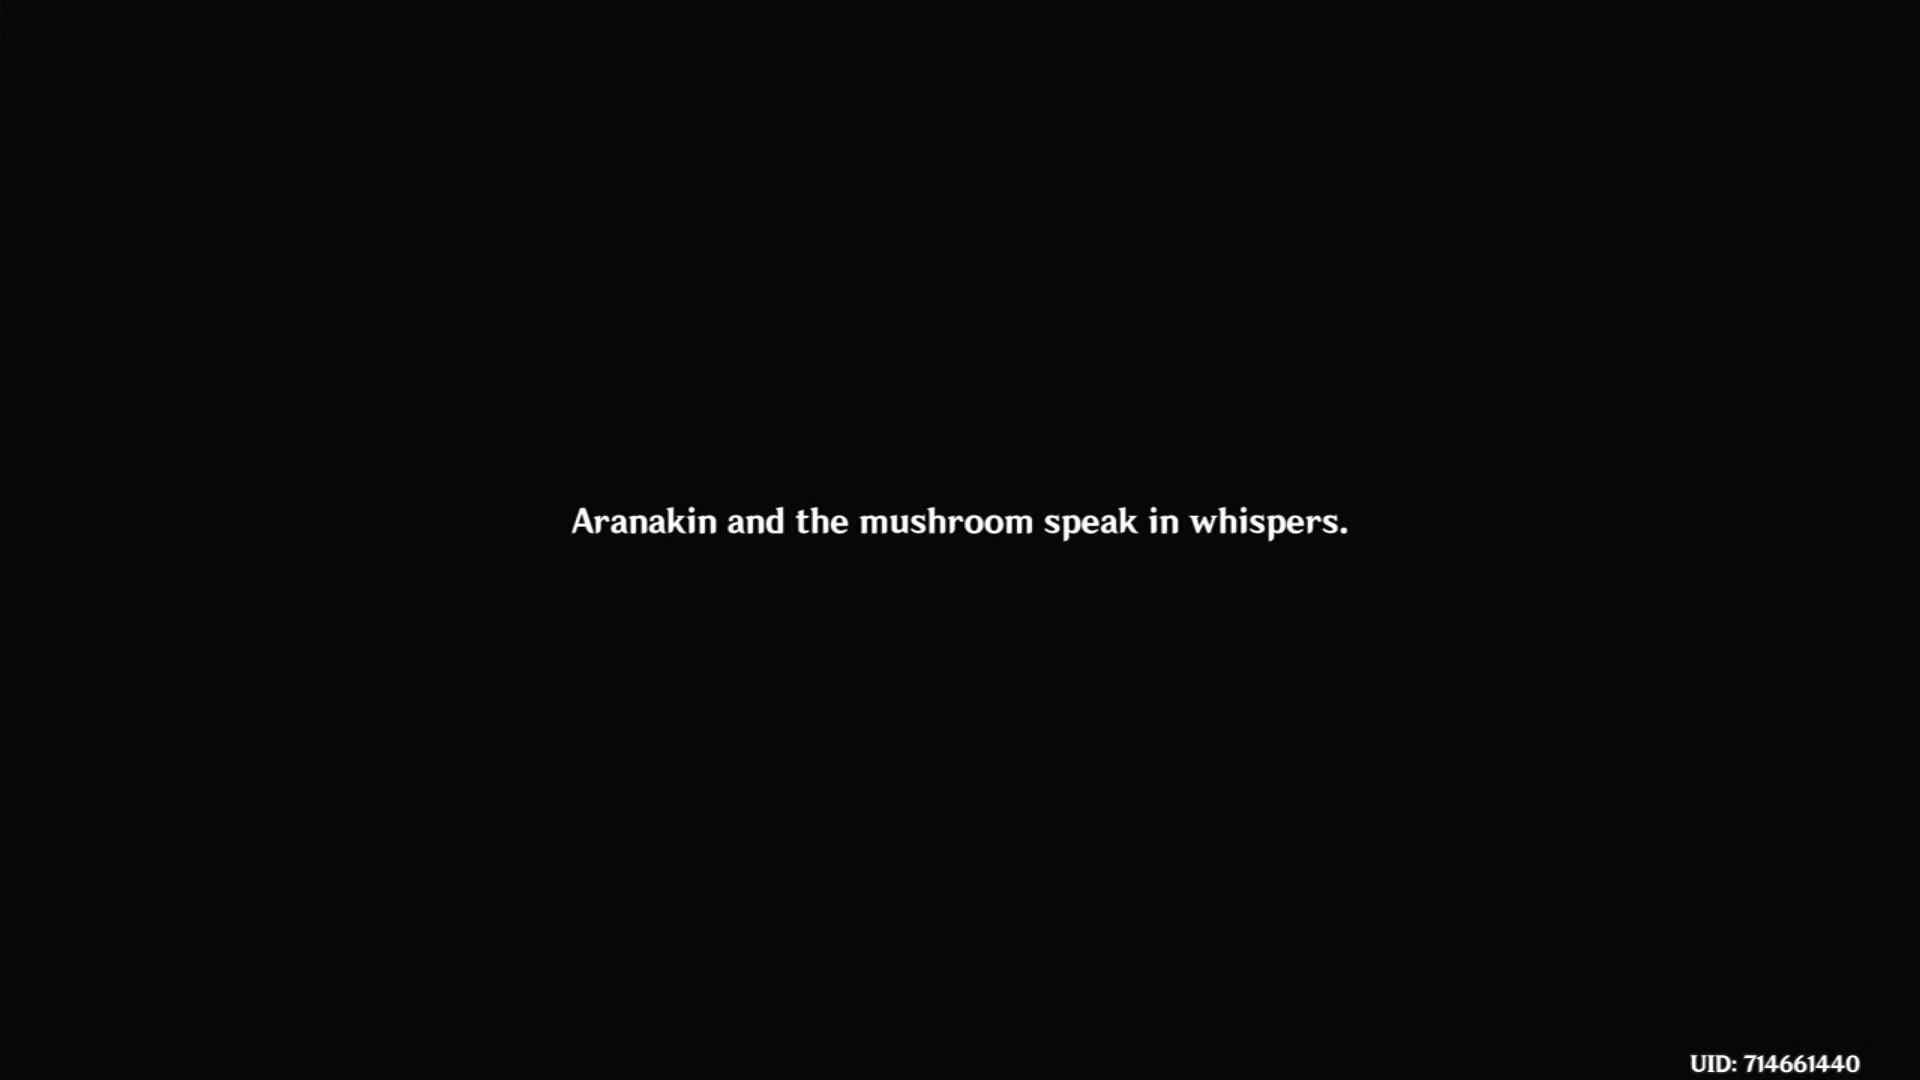 Aranakin and the mushroom speak in whispers.
UID: 714661440